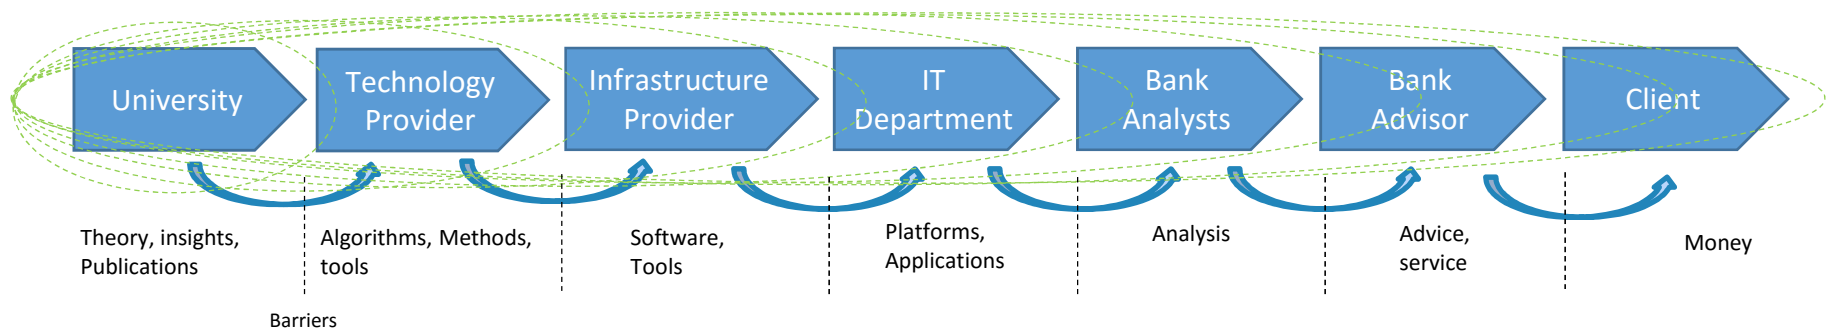 University
Technology
Provider
Infrastructure
Provider
IT
Department
Bank
Analysts
Bank
Advisor
Client
Theory, insights,
Publications
Algorithms, Methods,
tools
Software,
Tools
Platforms,
Applications
Analysis
Advice,
service
Money
Barriers